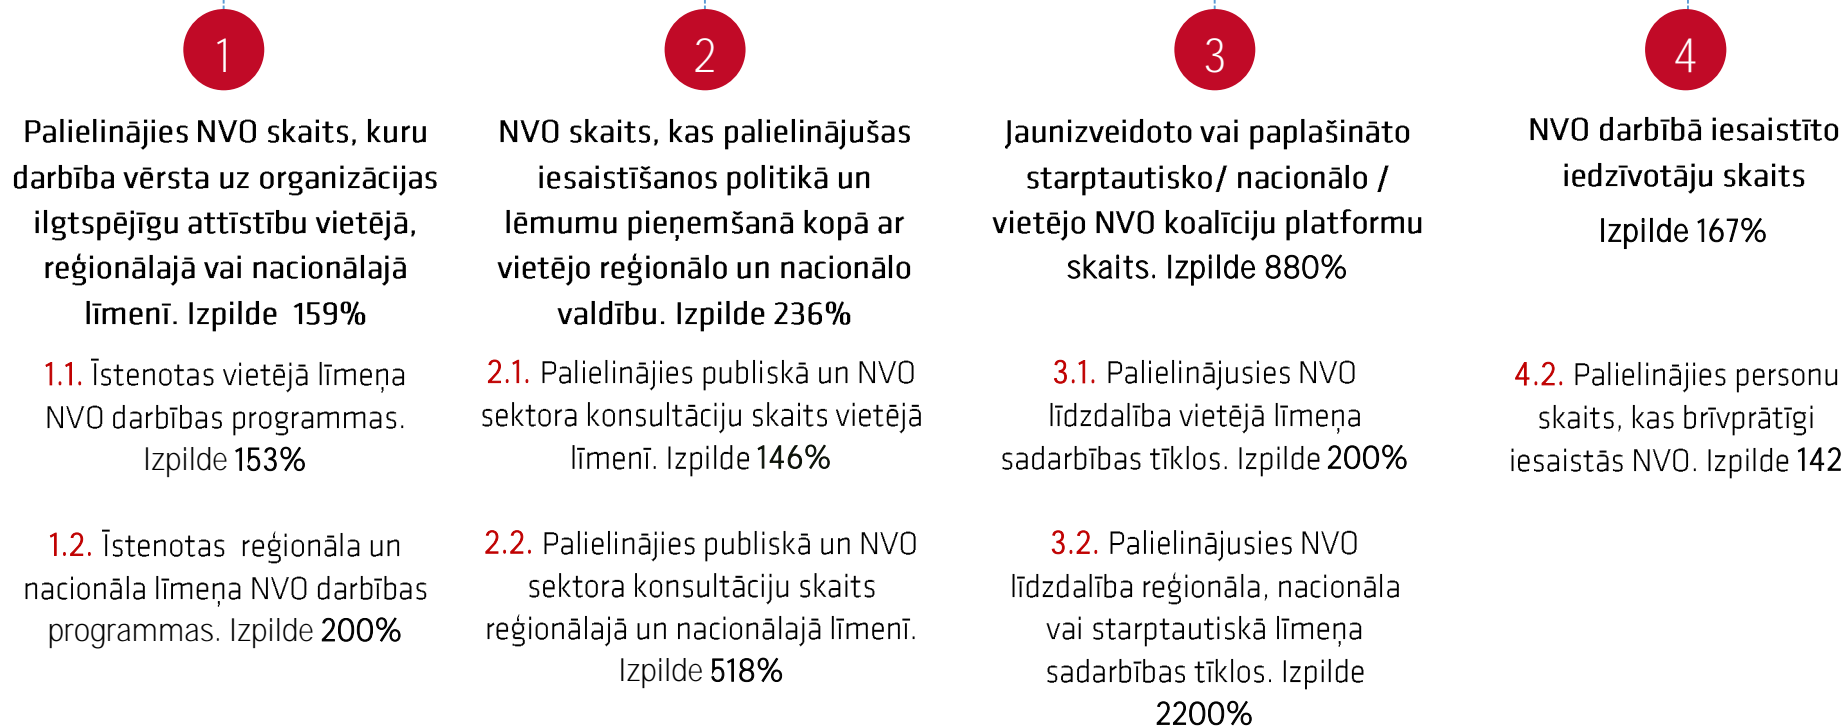 1
Palielinājies NVO skaits, kuru
darbība vērsta uz organizācijas
ilgtspējīgu attīstību vietējā,
reģionālajā vai nacionālajā
līmenī. Izpilde 159%
1.1. Īstenotas vietējā līmeņa
NVO darbības programmas.
Izpilde 153%
1.2. Īstenotas reģionāla un
nacionāla līmeņa NVO darbības
programmas. Izpilde 200%
2
NVO skaits, kas palielinājušas
iesaistīšanos politikā un
lēmumu pieņemšanā kopā ar
vietējo reģionālo un nacionālo
valdību. Izpilde 236%
2.1. Palielinājies publiskā un NVO
sektora konsultāciju skaits vietējā
līmenī. Izpilde 146%
2.2. Palielinājies publiskā un NVO
sektora konsultāciju skaits
reģionālajā un nacionālajā līmenī.
Izpilde 518%
3
Jaunizveidoto vai paplašināto
starptautisko/ nacionālo /
vietējo NVO koalīciju platformu
skaits. Izpilde 880%
3.1. Palielinājusies NVO
līdzdalība vietējā līmeņa
sadarbības tīklos. Izpilde 200%
3.2. Palielinājusies NVO
līdzdalība reģionāla, nacionāla
vai starptautiskā līmeņa
sadarbības tīklos. Izpilde
2200%
4
NVO darbībā iesaistīto
iedzīvotāju skaits
Izpilde 167%
4.2. Palielinājies personu
skaits, kas brīvprātīgi
iesaistās NVO. Izpilde 142